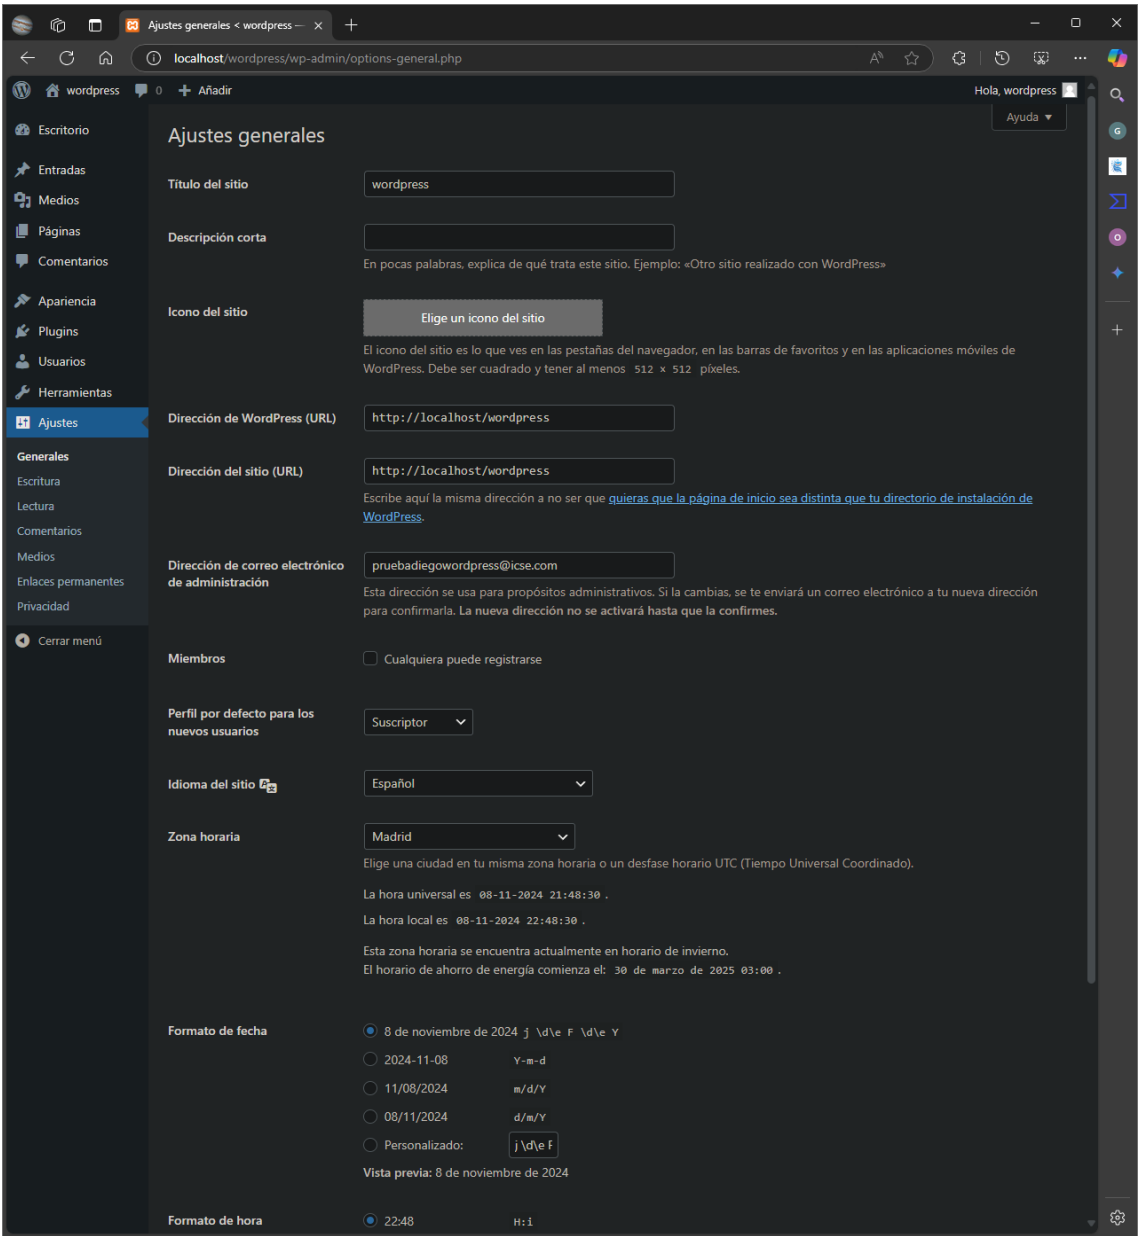 Ajustes generales < wordpress —
localhost/wordpress/wp-admin/options-general.php
wordpress 0 Añadir Hola, wordpress
Ayuda
Escritorio
Entradas
Medios
Páginas
Comentarios
Apariencia
Plugins
Usuarios
Herramientas
Ajustes
Generales
Escritura
Lectura
Comentarios
Medios
Enlaces permanentes
Privacidad
Cerrar menú
Ajustes generales
Título del sitio wordpress
Descripción corta
En pocas palabras, explica de qué trata este sitio. Ejemplo: «Otro sitio realizado con WordPress»
Icono del sitio Elige un icono del sitio
El icono del sitio es lo que ves en las pestañas del navegador, en las barras de favoritos y en las aplicaciones móviles de
WordPress. Debe ser cuadrado y tener al menos 512 × 512 píxeles.
Dirección de WordPress (URL) http://localhost/wordpress
Dirección del sitio (URL) http://localhost/wordpress
Escribe aquí la misma dirección a no ser que quieras que la página de inicio sea distinta que tu directorio de instalación de
WordPress.
Dirección de correo electrónico
de administración
pruebadiegowordpress@icse.com
Esta dirección se usa para propósitos administrativos. Si la cambias, se te enviará un correo electrónico a tu nueva dirección
para confirmarla. La nueva dirección no se activará hasta que la confirmes.
Miembros Cualquiera puede registrarse
Perfil por defecto para los
nuevos usuarios
Suscriptor
Idioma del sitio Español
Zona horaria Madrid
Elige una ciudad en tu misma zona horaria o un desfase horario UTC (Tiempo Universal Coordinado).
La hora universal es 08-11-2024 21:48:30 .
La hora local es 08-11-2024 22:48:30 .
Esta zona horaria se encuentra actualmente en horario de invierno.
El horario de ahorro de energía comienza el: 30 de marzo de 2025 03:00 .
Formato de fecha 8 de noviembre de 2024 j \d\e F \d\e Y
2024-11-08 Y-m-d
11/08/2024 m/d/Y
08/11/2024 d/m/Y
Personalizado: j \d\e F
Vista previa: 8 de noviembre de 2024
Formato de hora 22:48 H:i
G
O